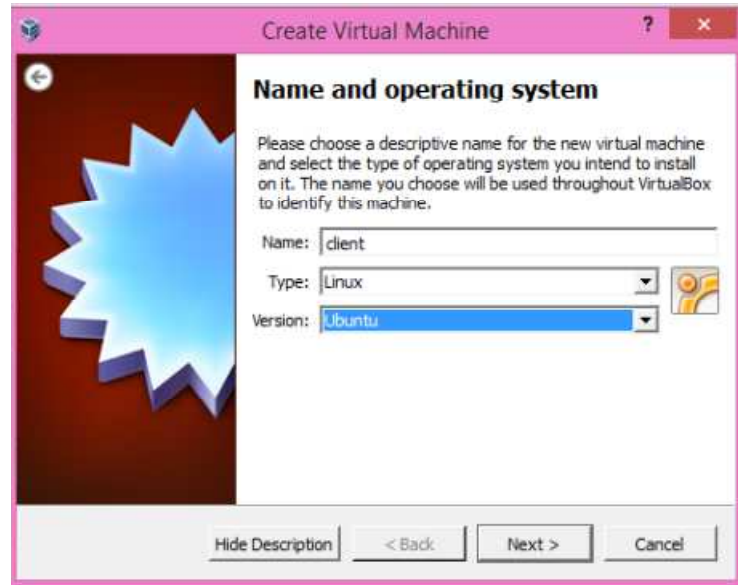 Create Virtual Machine
?
×
Name and operating system
Please choose a descriptive name for the new virtual machine
and select the type of operating system you intend to install
on it. The name you choose will be used throughout VirtualBox
to identify this machine.
Name: client
Type: Linux
Version: Ubuntu
Hide Description < Back Next > Cancel